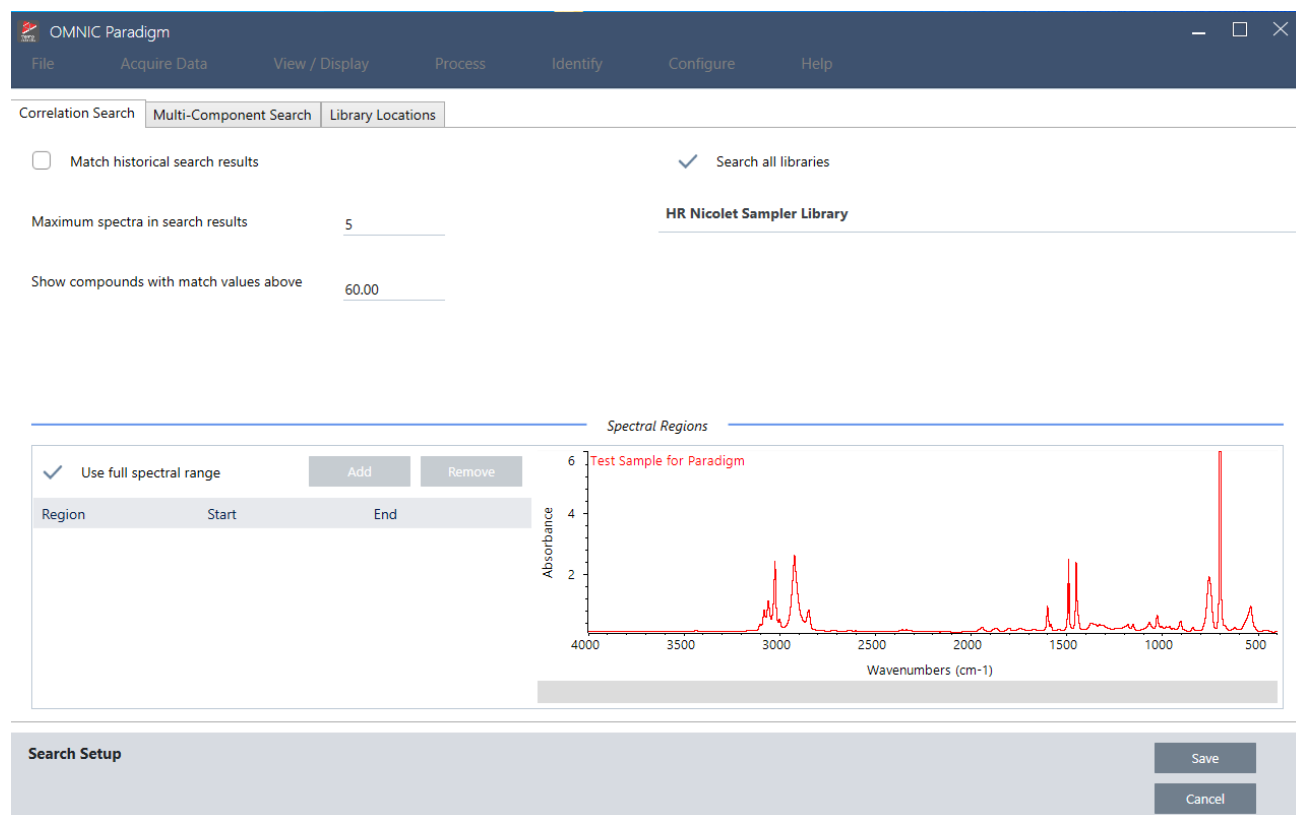 OMNIC Paradigm
File Acquire Data View / Display Process Identify Configure Help
Correlation Search Multi-Component Search Library Locations
Match historical search results Search all libraries
Maximum spectra in search results 5 HR Nicolet Sampler Library
Show compounds with match values above 60.00
Spectral Regions
Use full spectral range Add Remove
Region Start End
6 Test Sample for Paradigm
4
2
Absorbance
4000 3500 3000 2500 2000 1500 1000 500
Wavenumbers (cm-1)
Search Setup Save
Cancel